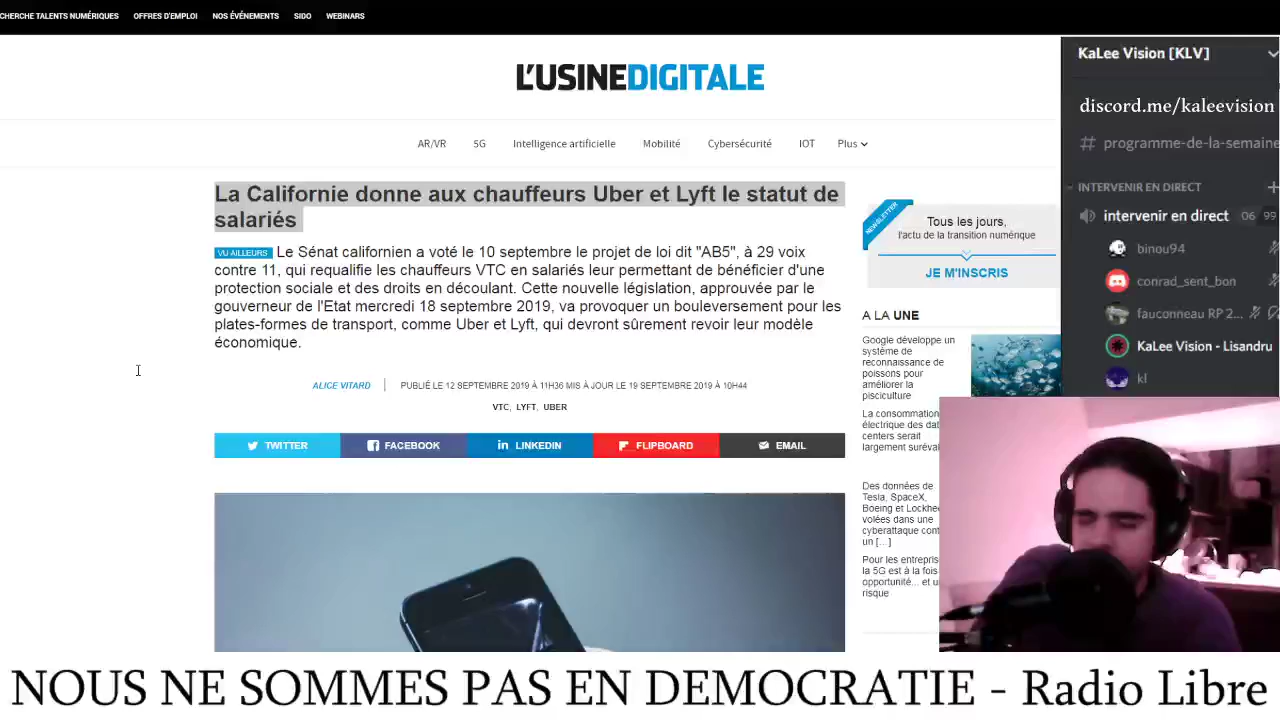 CHERCHE TALENTS NUMÉRIQUES OFFRES D'EMPLOI NOS ÉVÉNEMENTS SIDO WEBINARS
L'USINEDIGITALE
AR/VR 5G Intelligence artificielle Mobilité Cybersécurité IOT Plus
La Californie donne aux chauffeurs Uber et Lyft le statut de
salariés
VU AILLEURS Le Sénat californien a voté le 10 septembre le projet de loi dit "AB5", à 29 voix
contre 11, qui requalifie les chauffeurs VTC en salariés leur permettant de bénéficier d'une
protection sociale et des droits en découlant. Cette nouvelle législation, approuvée par le
gouverneur de l'Etat mercredi 18 septembre 2019, va provoquer un bouleversement pour les
plates-formes de transport, comme Uber et Lyft, qui devront sûrement revoir leur modèle
économique.
ALICE VITARD PUBLIÉ LE 12 SEPTEMBRE 2019 À 11H36 MIS À JOUR LE 19 SEPTEMBRE 2019 À 10H44
VTC, LYFT, UBER
TWITTER FACEBOOK LINKEDIN FLIPBOARD EMAIL
NEWSLETTER
Tous les jours,
l'actu de la transition numérique
JE M'INSCRIS
A LA UNE
Google développe un
système de
reconnaissance de
poissons pour
améliorer la
pisciculture
La consommation
électrique des dat
centers serait
largement suréva
Des données de
Tesla, SpaceX,
Boeing et Lockhe
volées dans une
cyberattaque cont
un [...]
Pour les entrepris
la 5G est à la fois
opportunité... et u
risque
KaLee Vision [KLV]
discord.me/kaleevision
# programme-de-la-semaine
INTERVENIR EN DIRECT
intervenir en direct 06 99
binou94
conrad_sent_bon
fauconneau RP 2...
KaLee Vision - Lisandru
kl
NOUS NE SOMMES PAS EN DEMOCRATIE - Radio Libre